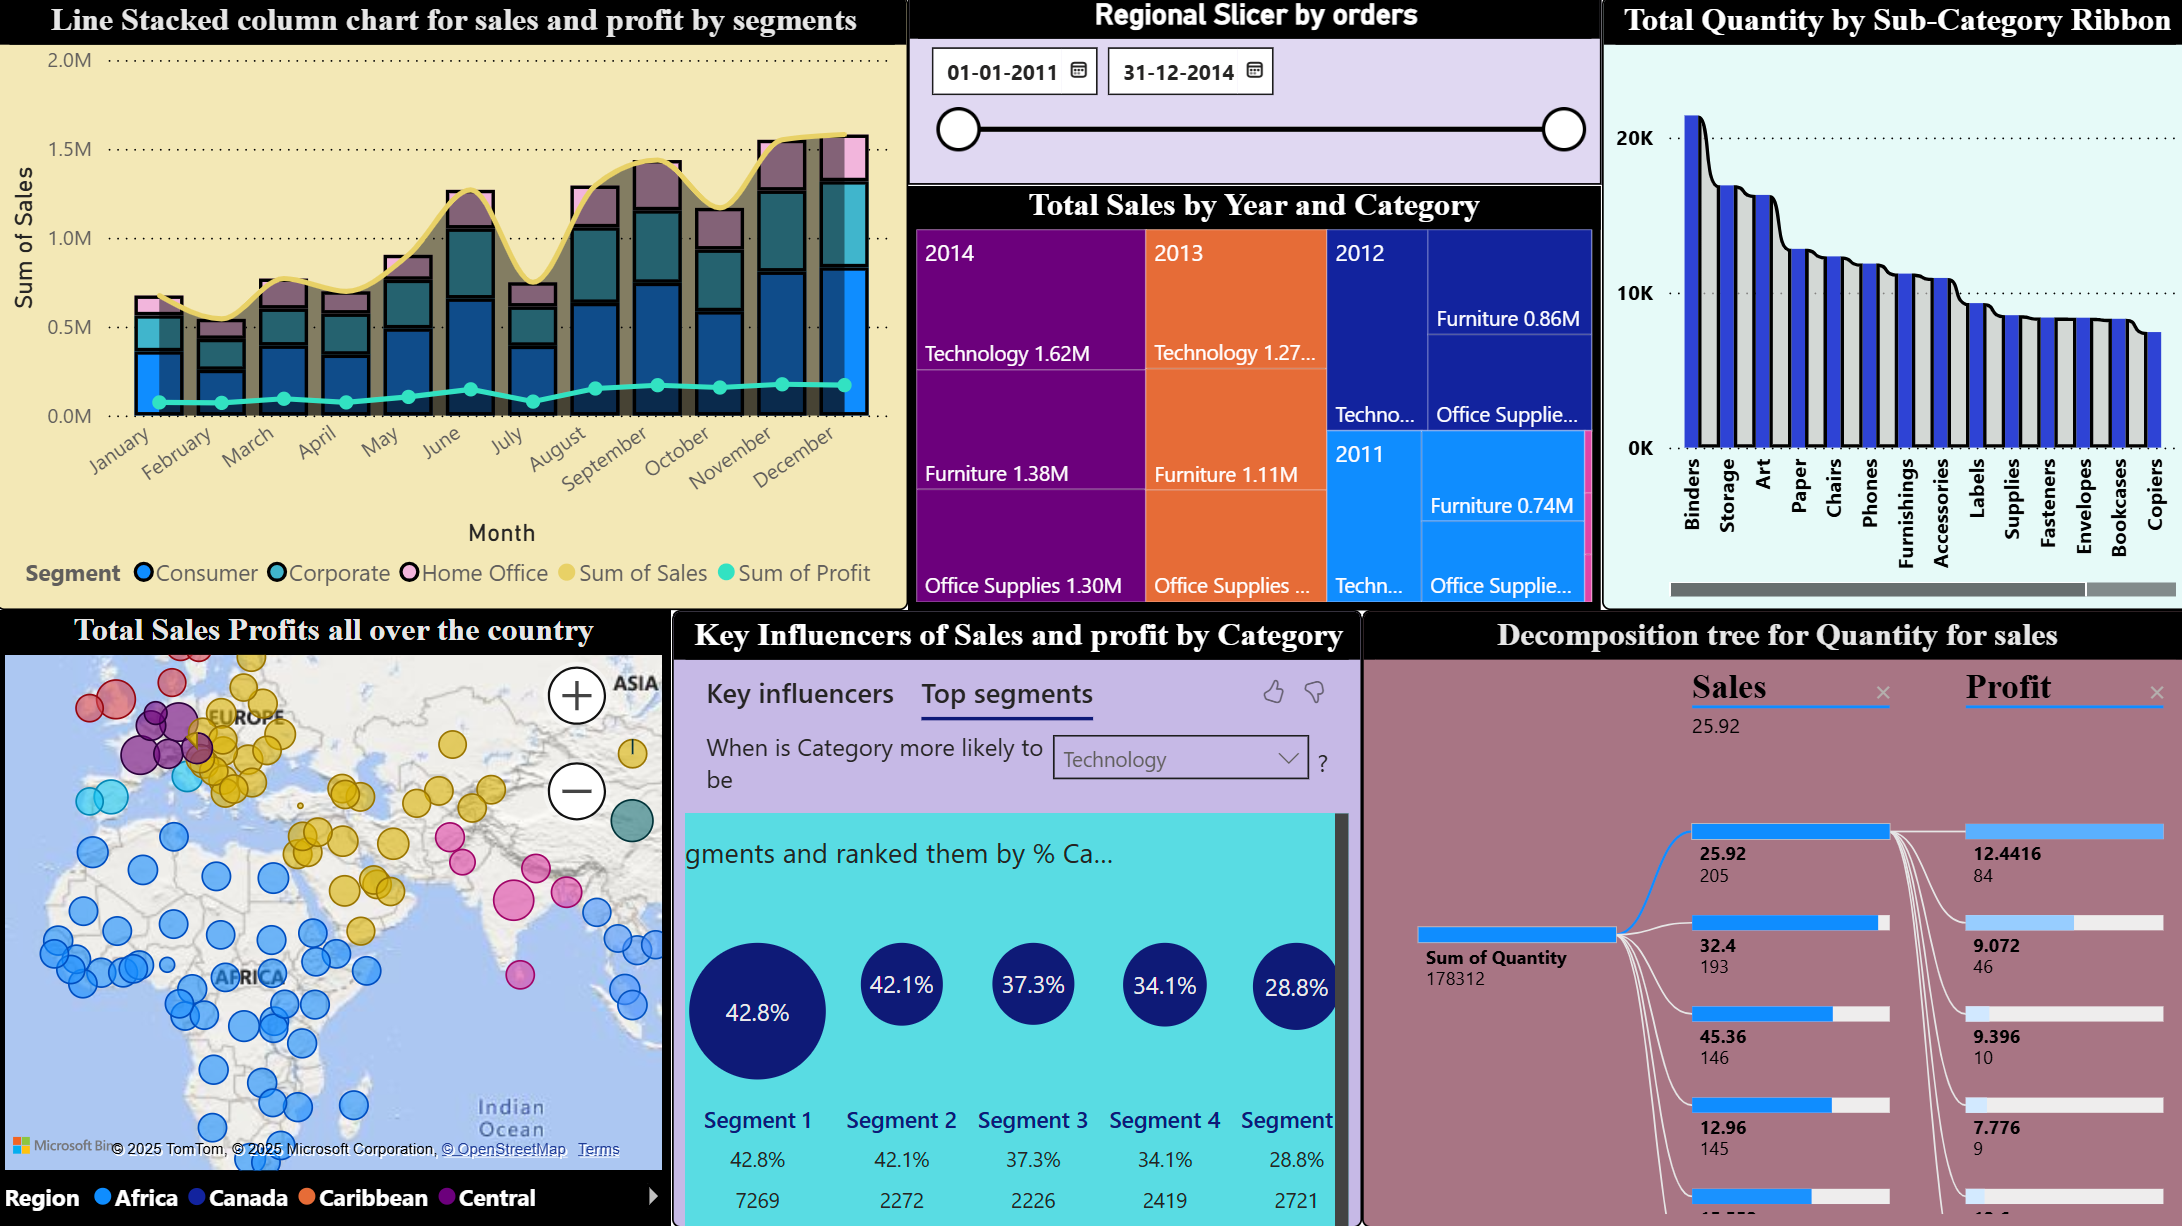 Line Stacked column chart for sales and profit by segments
2.0M
1.5M
1.0M
0.5M
0.0M
Sum of Sales
January
February
March
April
May
June
July
August
September
October
November
December
Month
Segment Consumer Corporate Home Office Sum of Sales Sum of Profit
Regional Slicer by orders
01-01-2011 31-12-2014
Total Sales by Year and Category
2014
Technology 1.62M
Furniture 1.38M
Office Supplies 1.30M
2013
Technology 1.27...
Furniture 1.11M
Office Supplies ...
2012
Techno...
Furniture 0.86M
Office Supplie...
2011
Techn...
Furniture 0.74M
Office Supplie...
Total Quantity by Sub-Category Ribbon
20K
10K
0K
Binders
Storage
Art
Paper
Chairs
Phones
Furnishings
Accessories
Labels
Supplies
Fasteners
Envelopes
Bookcases
Copiers
Total Sales Profits all over the country
ASIA
EUROPE
AFRICA
Indian
Ocean
Microsoft Bin
© 2025 TomTom, © 2025 Microsoft Corporation, © OpenStreetMap Terms
Region Africa Canada Caribbean Central
Key Influencers of Sales and profit by Category
Key influencers Top segments
When is Category more likely to
be
Technology
?
gments and ranked them by % Ca...
42.8% 42.1% 37.3% 34.1% 28.8%
Segment 1 Segment 2 Segment 3 Segment 4 Segment
42.8% 42.1% 37.3% 34.1% 28.8%
7269 2272 2226 2419 2721
Decomposition tree for Quantity for sales
Sales Profit
25.92
Sum of Quantity
178312
25.92
205
32.4
193
45.36
146
12.96
145
12.4416
84
9.072
46
9.396
10
7.776
9